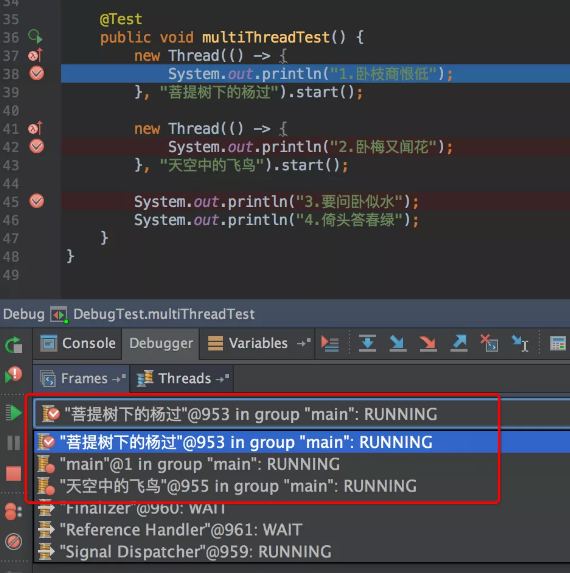 34
35 @Test
36 public void multiThreadTest() {
37 new Thread(() -> {
38 System.out.println("1.卧枝商恨低");
39 }, "菩提树下的杨过").start();
40
41 new Thread(() -> {
42 System.out.println("2.卧梅又闻花");
43 }, "天空中的飞鸟").start();
44
45 System.out.println("3.要问卧似水");
46 System.out.println("4.倚头答春绿");
47 }
48 }
49
Debug DebugTest.multiThreadTest
Console Debugger Variables
Frames Threads
"菩提树下的杨过"@953 in group "main": RUNNING
"菩提树下的杨过"@953 in group "main": RUNNING
"main"@1 in group "main": RUNNING
"天空中的飞鸟"@955 in group "main": RUNNING
"Finalizer"@960: WAIT
"Reference Handler"@961: WAIT
"Signal Dispatcher"@959: RUNNING